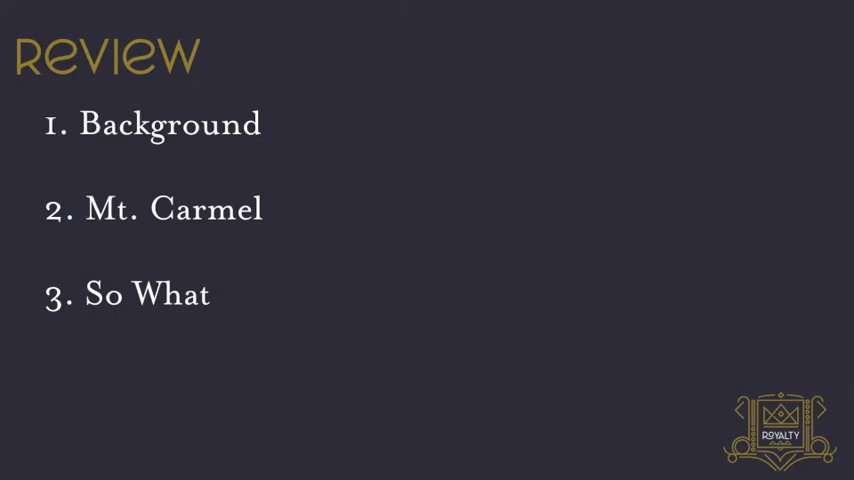 Review
1. Background
2. Mt. Carmel
3. So What
ROYALTY